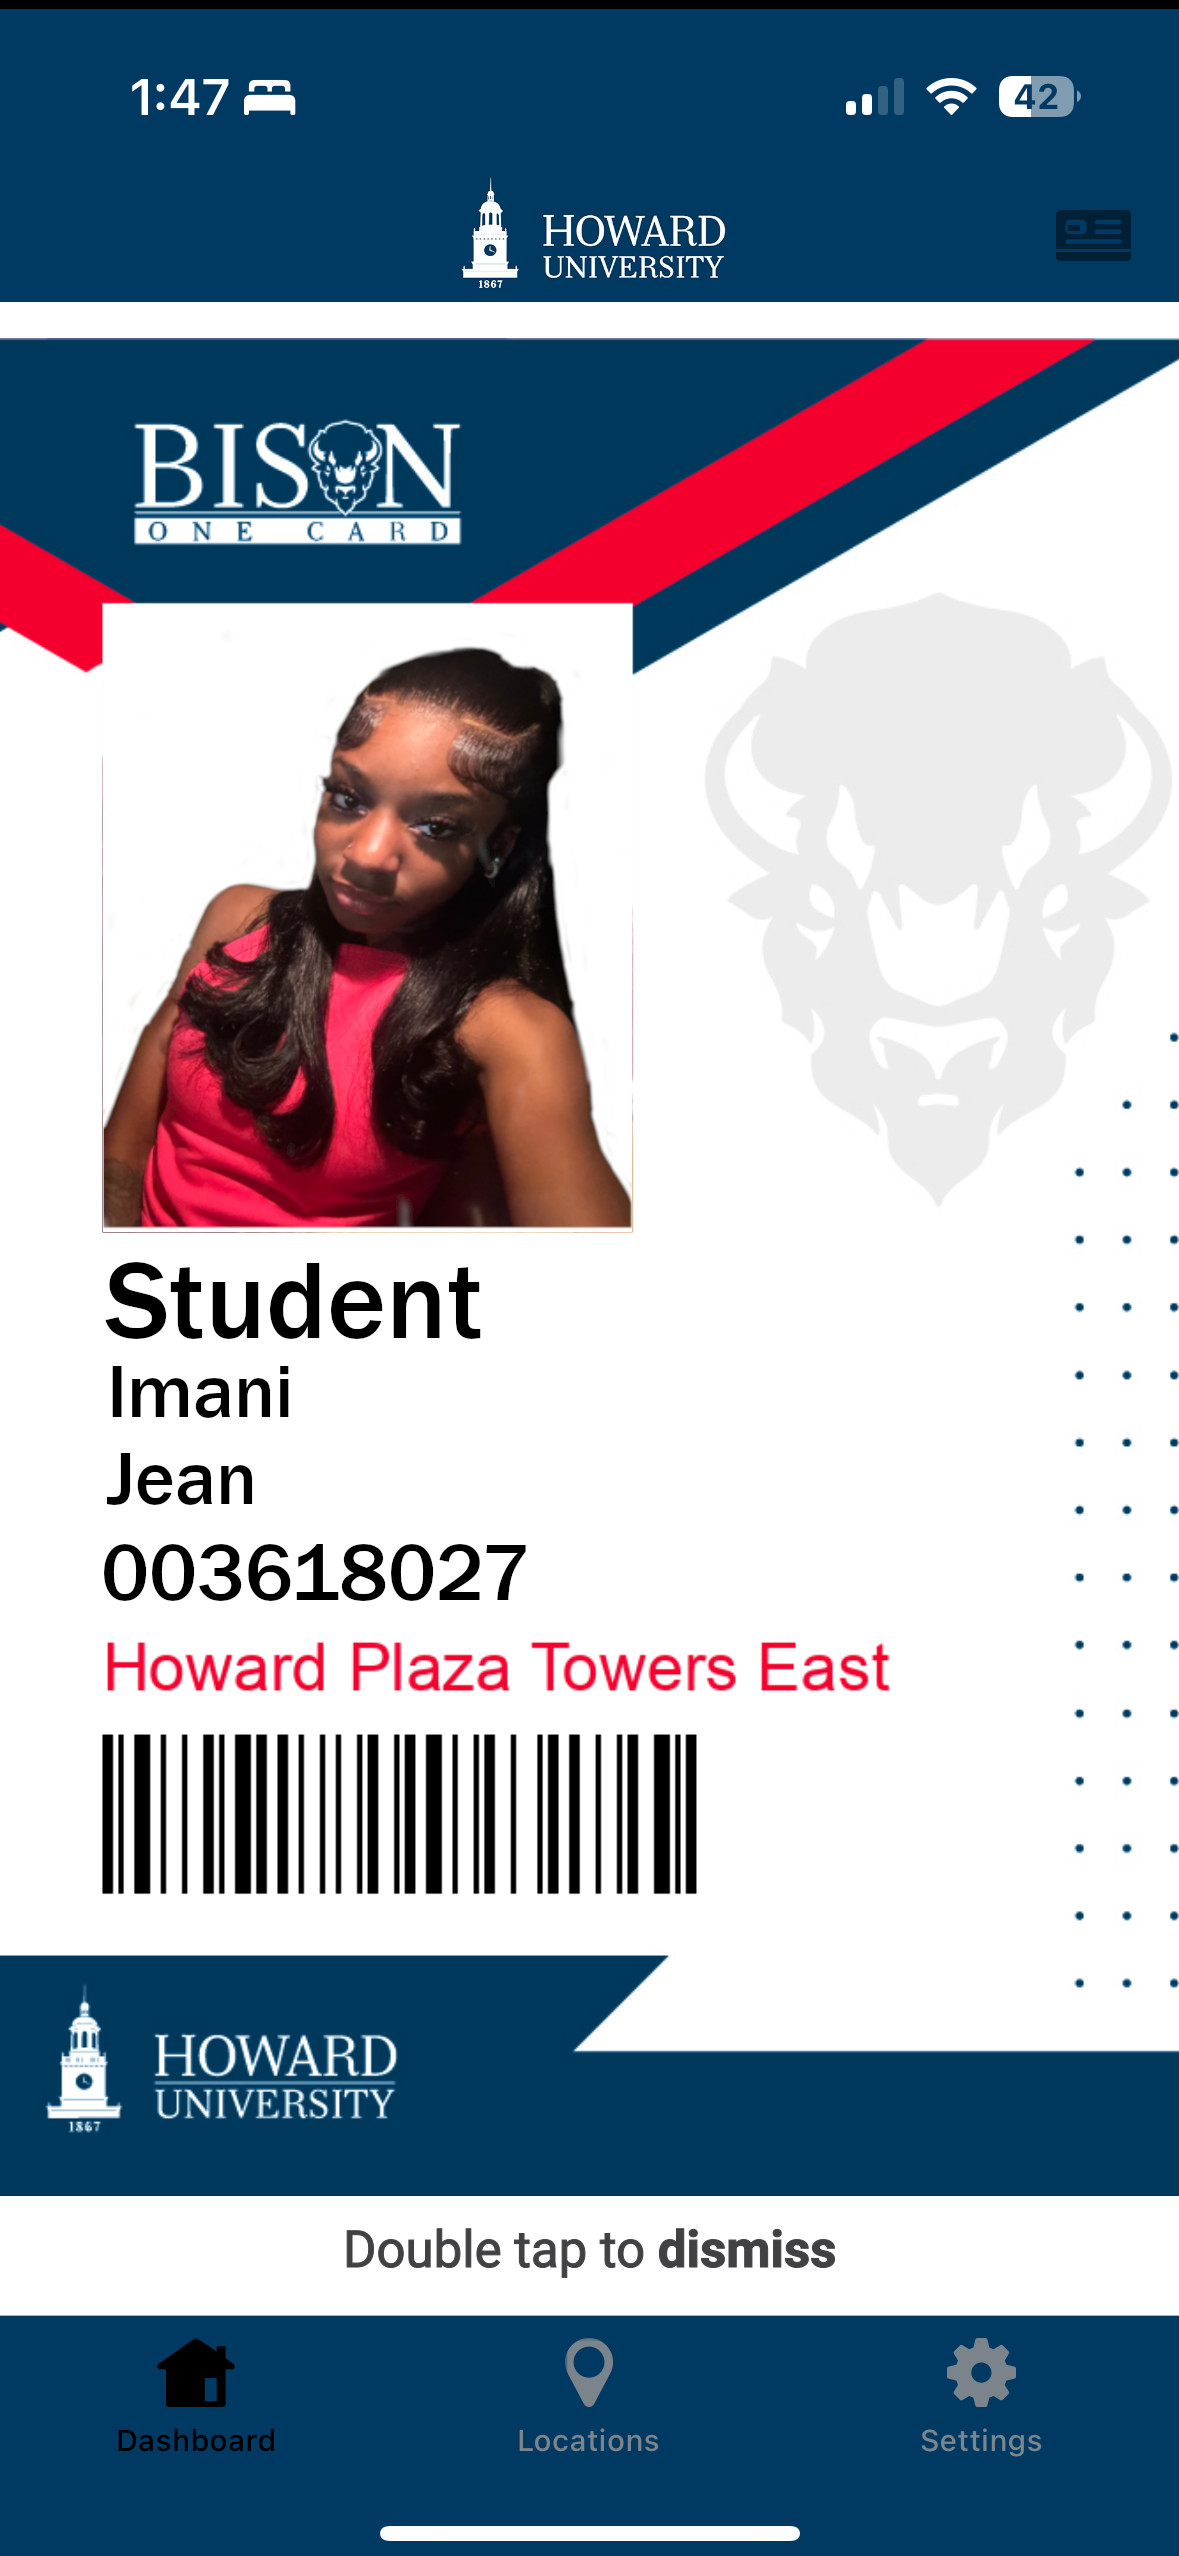 1:47
42
HOWARD
UNIVERSITY
1867
BISON
ONE CARD
Student
Imani
Jean
003618027
Howard Plaza Towers East
HOWARD
UNIVERSITY
1867
Double tap to dismiss
Dashboard
Locations
Settings